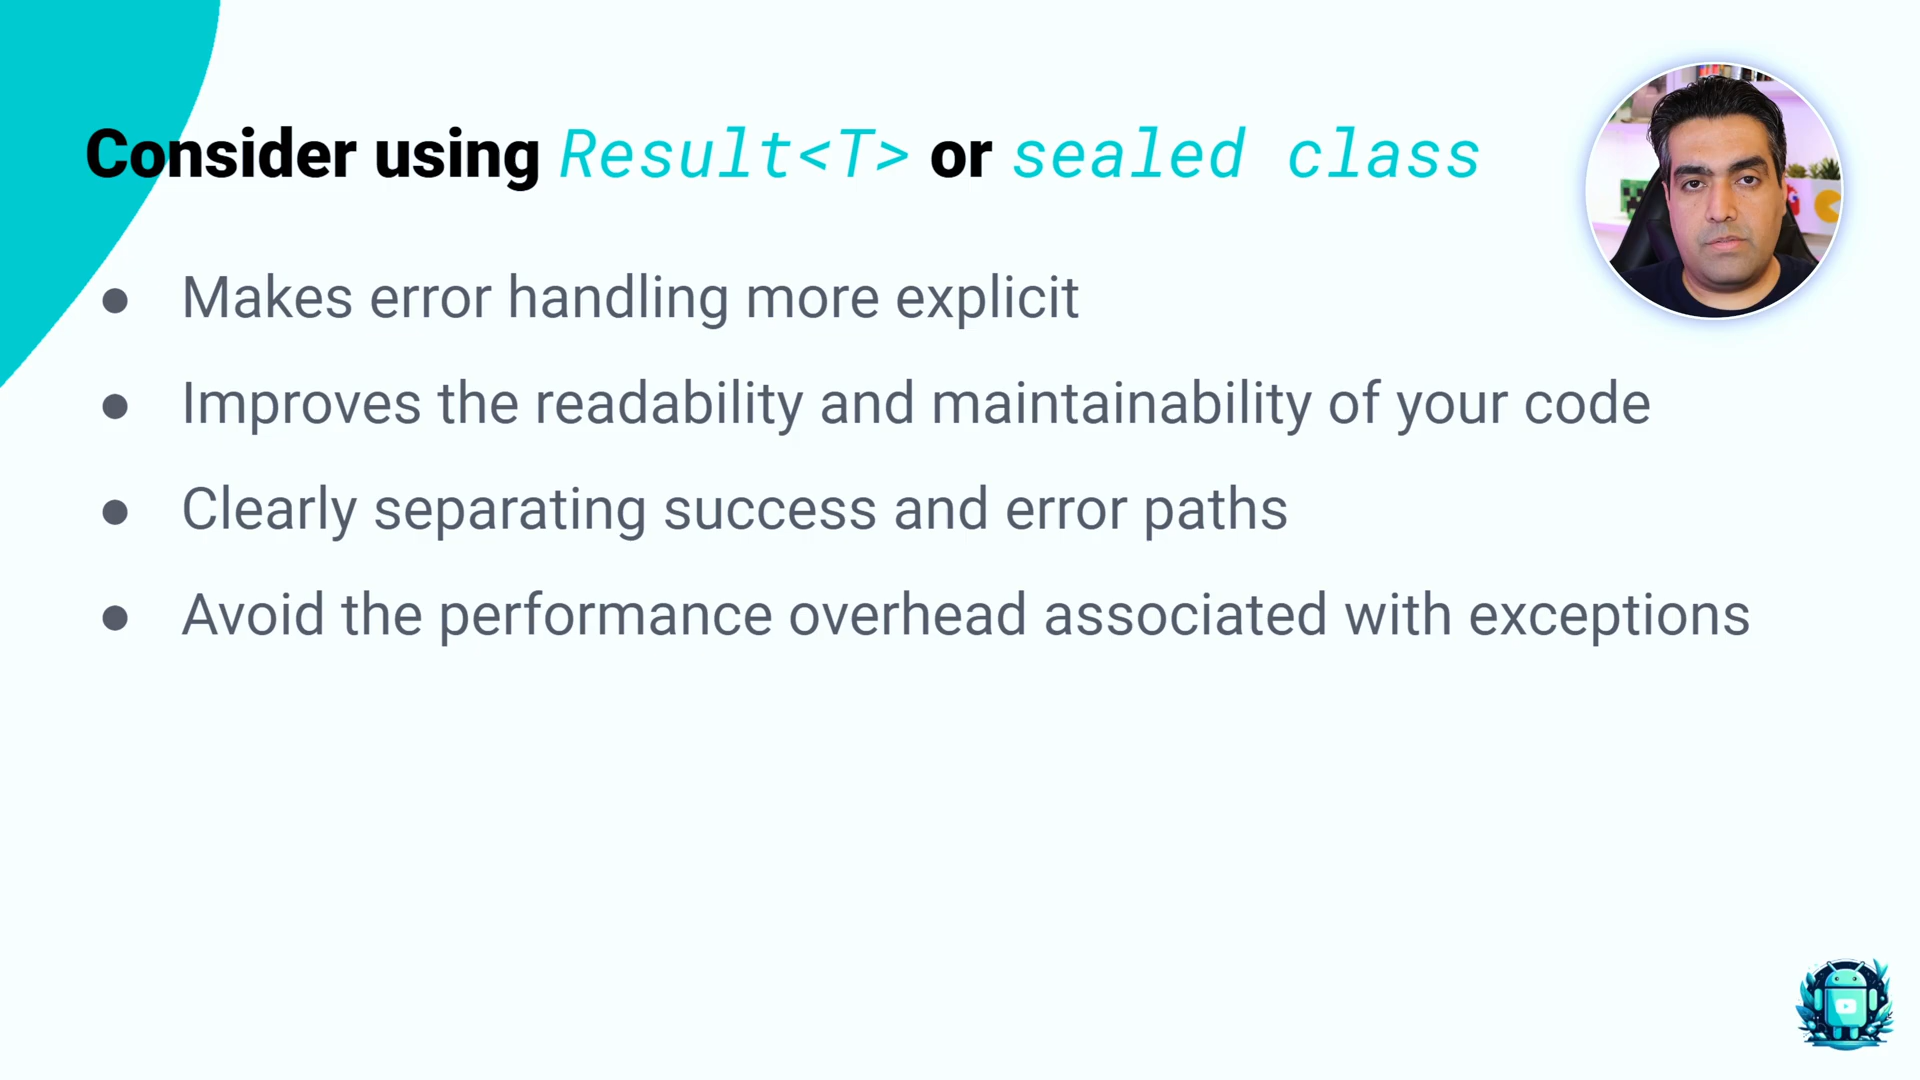 Consider using Result<T> or sealed class
● Makes error handling more explicit
● Improves the readability and maintainability of your code
● Clearly separating success and error paths
● Avoid the performance overhead associated with exceptions